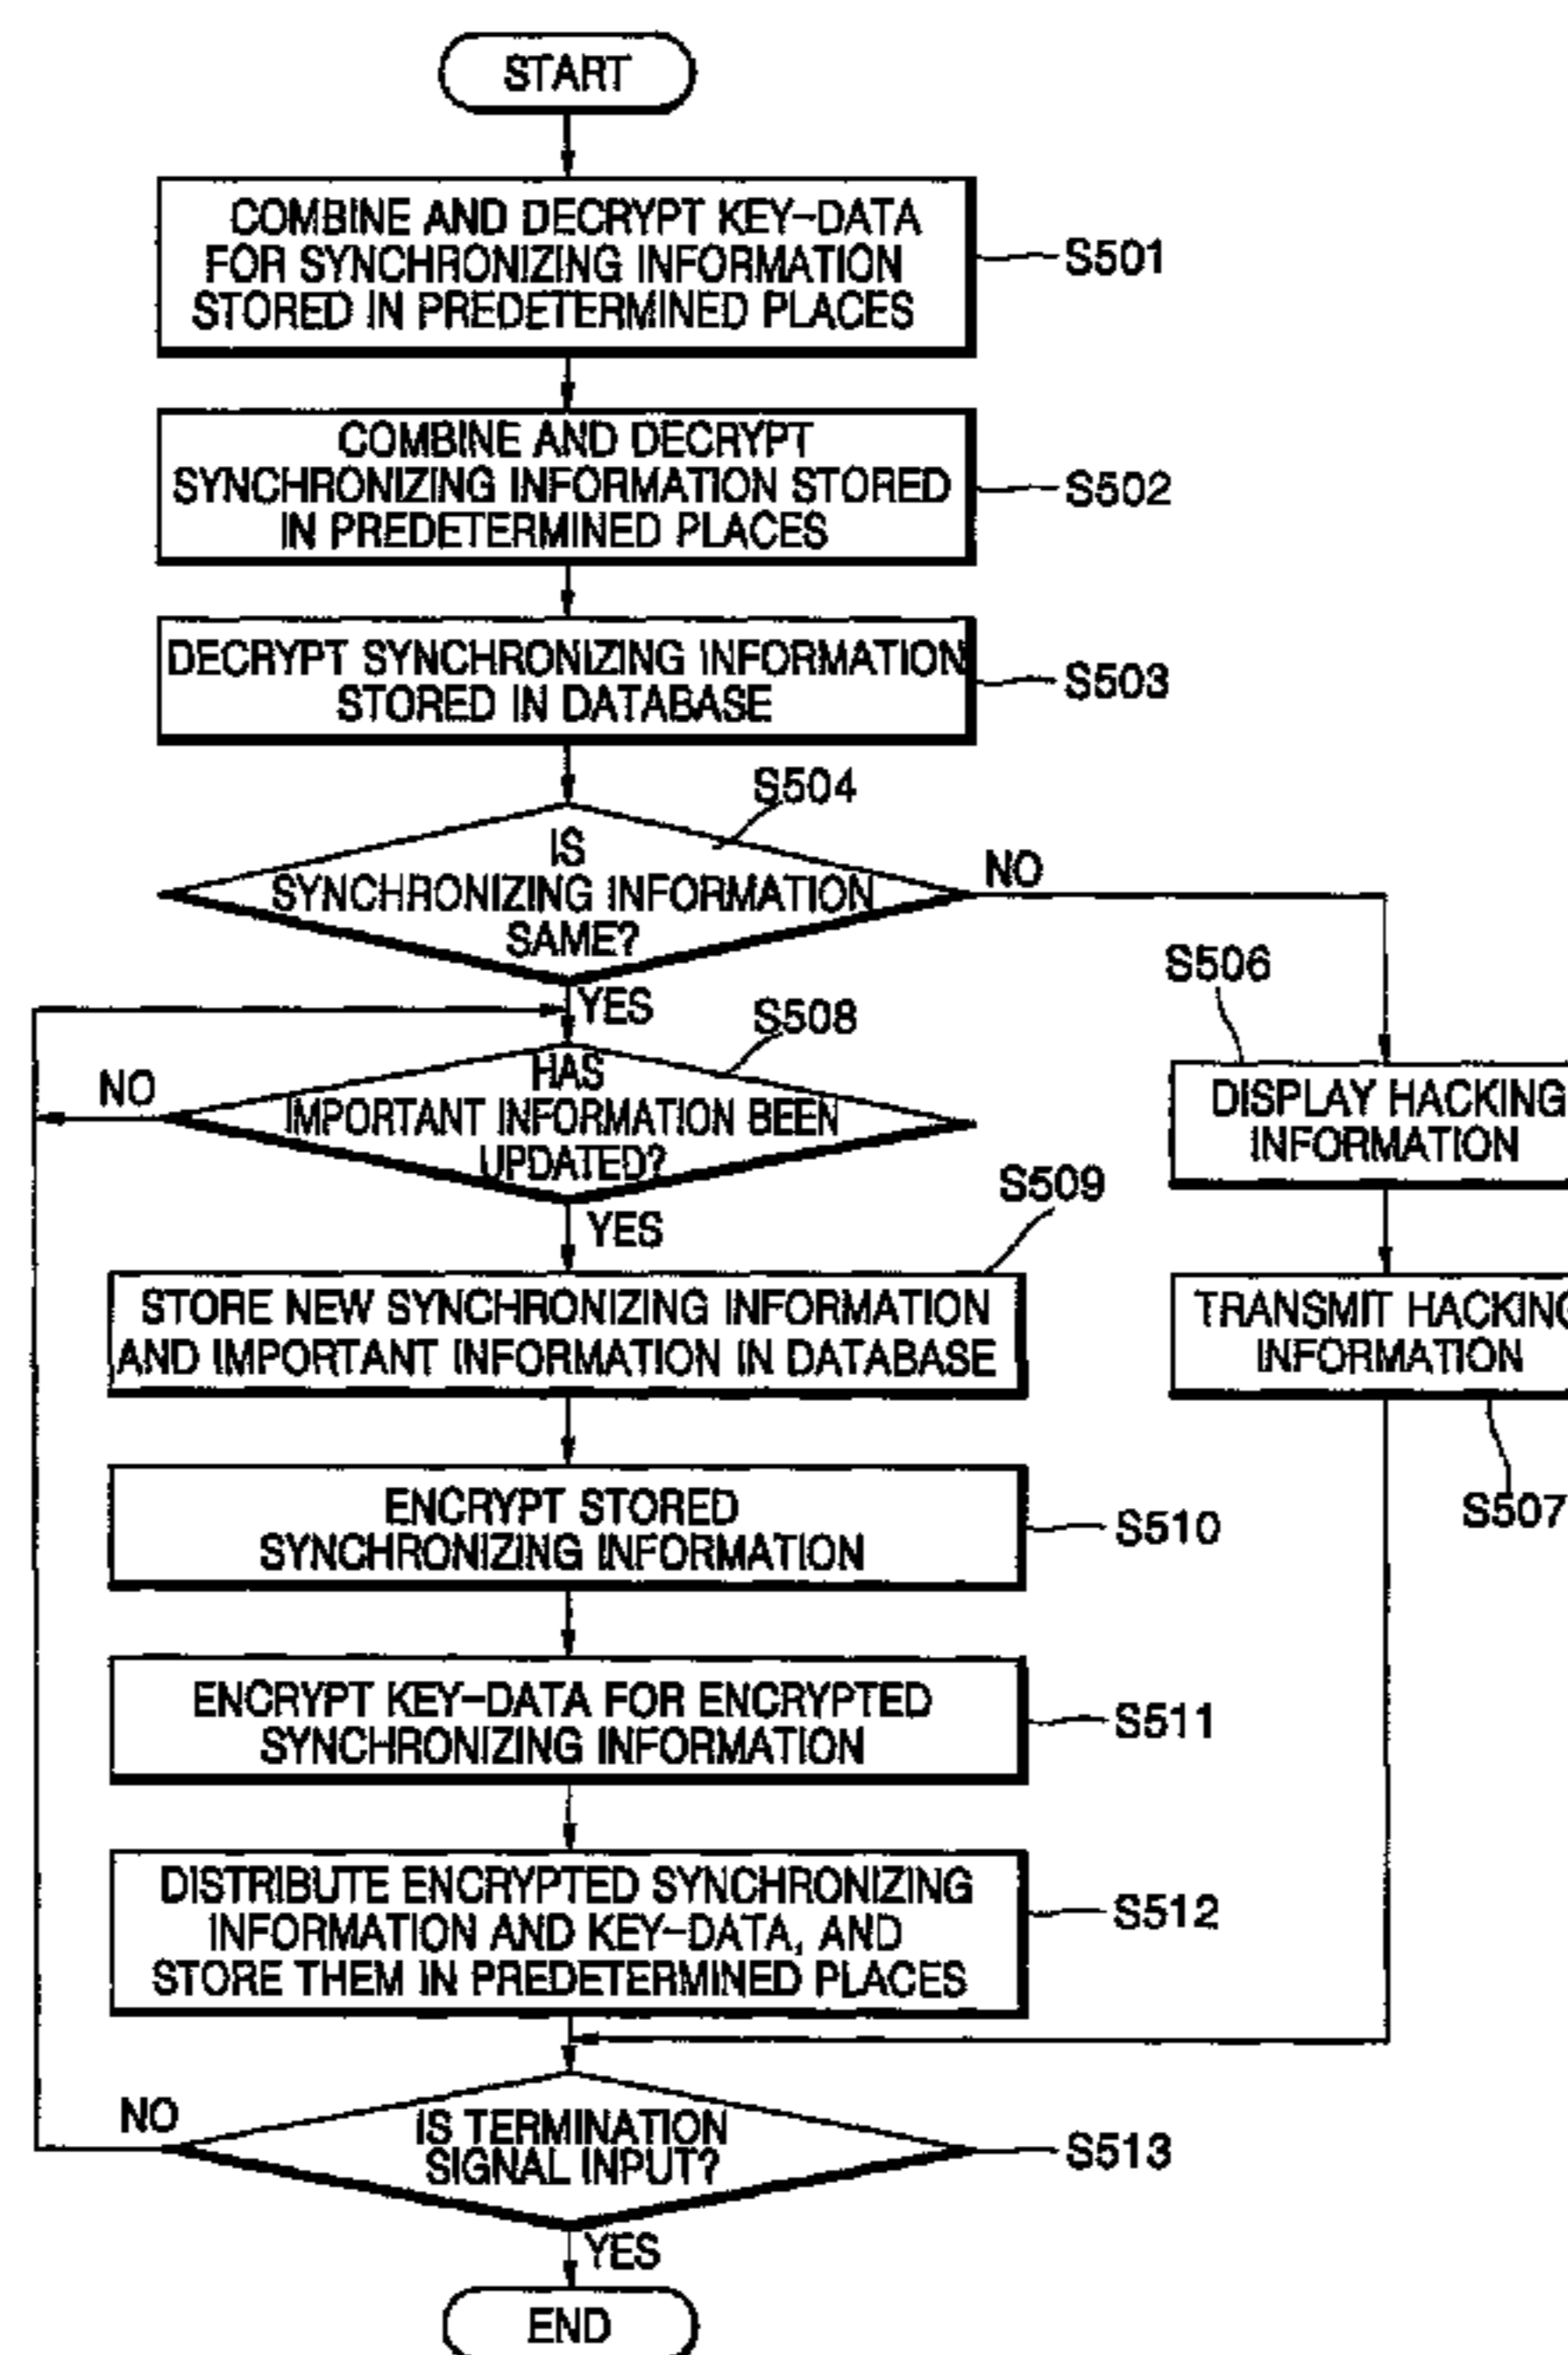 START
COMBINE AND DECRYPT KEY-DATA
FOR SYNCHRONIZING INFORMATION
STORED IN PREDETERMINED PLACES
S501
COMBINE AND DECRYPT
SYNCHRONIZING INFORMATION STORED
IN PREDETERMINED PLACES
S502
DECRYPT SYNCHRONIZING INFORMATION
STORED IN DATABASE
S503
S504
IS
SYNCHRONIZING INFORMATION
SAME?
NO
YES
S506
DISPLAY HACKING
INFORMATION
TRANSMIT HACKING
INFORMATION
S507
S508
HAS
IMPORTANT INFORMATION BEEN
UPDATED?
NO
YES
S509
STORE NEW SYNCHRONIZING INFORMATION
AND IMPORTANT INFORMATION IN DATABASE
ENCRYPT STORED
SYNCHRONIZING INFORMATION
S510
ENCRYPT KEY-DATA FOR ENCRYPTED
SYNCHRONIZING INFORMATION
S511
DISTRIBUTE ENCRYPTED SYNCHRONIZING
INFORMATION AND KEY-DATA, AND
STORE THEM IN PREDETERMINED PLACES
S512
NO
IS TERMINATION
SIGNAL INPUT?
S513
YES
END